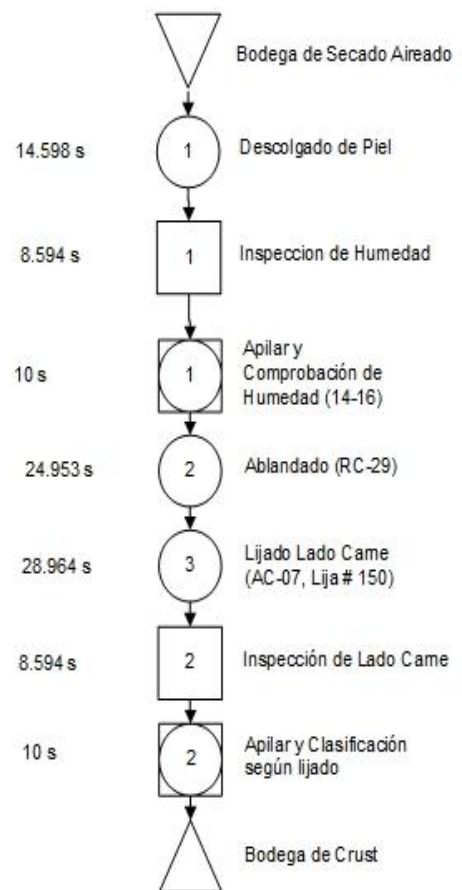 Bodega de Secado Aireado
14.598 s
1
Descolgado de Piel
8.594 s
1
Inspeccion de Humedad
10 s
1
Apilar y
Comprobación de
Humedad (14-16)
24.953 s
2
Ablandado (RC-29)
28.964 s
3
Lijado Lado Carne
(AC-07, Lija # 150)
8.594 s
2
Inspección de Lado Carne
10 s
2
Apilar y Clasificación
según lijado
Bodega de Crust